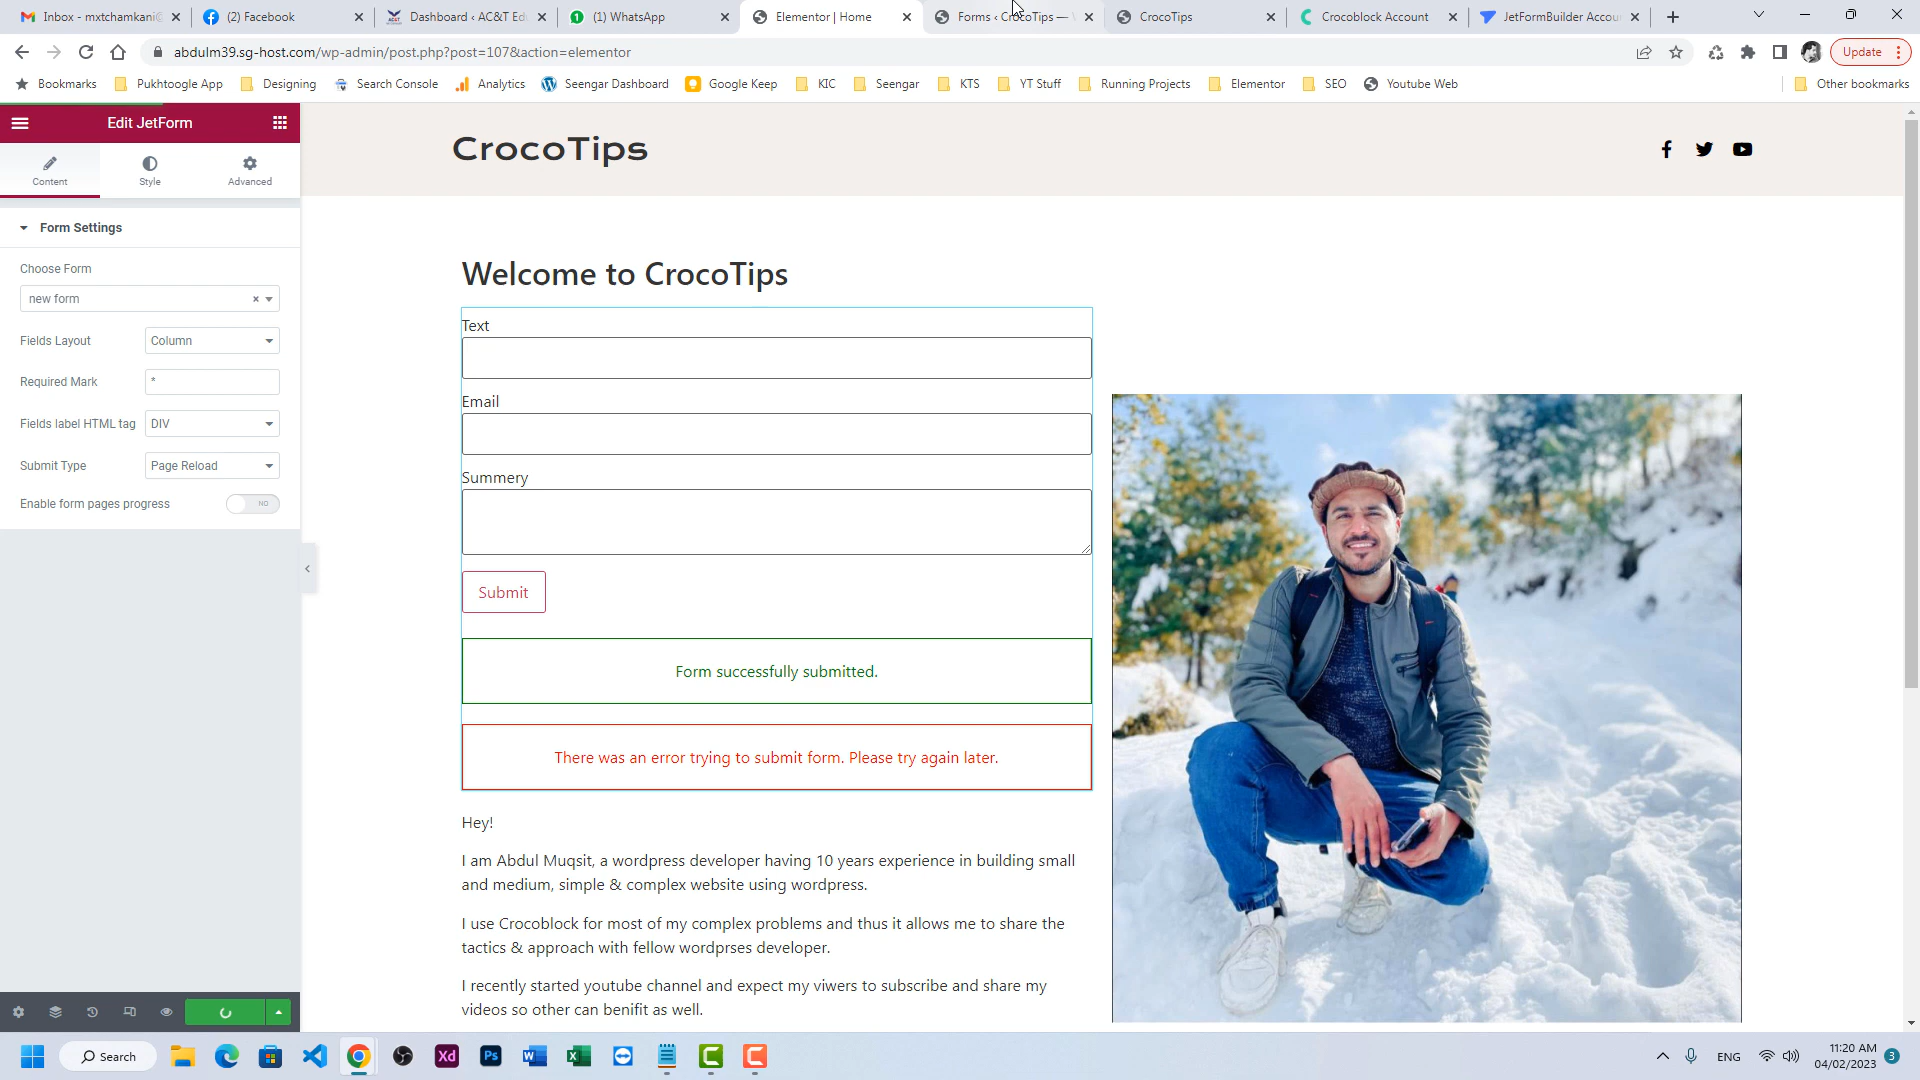 Inbox - mxtchamkani@
(2) Facebook
Dashboard ‹ AC&T Ed
(1) WhatsApp
Elementor | Home
Forms ‹ CrocoTips —
CrocoTips
Crocoblock Account
JetFormBuilder Accou
abdulm39.sg-host.com/wp-admin/post.php?post=107&action=elementor
Update
Bookmarks
Pukhtoogle App
Designing
Search Console
Analytics
Seengar Dashboard
Google Keep
KIC
Seengar
KTS
YT Stuff
Running Projects
Elementor
SEO
Youtube Web
Other bookmarks
Edit JetForm
Content
Style
Advanced
Form Settings
Choose Form
new form
Fields Layout
Column
Required Mark
*
Fields label HTML tag
DIV
Submit Type
Page Reload
Enable form pages progress
NO
CrocoTips
Welcome to CrocoTips
Text
Email
Summery
Submit
Form successfully submitted.
There was an error trying to submit form. Please try again later.
Hey!
I am Abdul Muqsit, a wordpress developer having 10 years experience in building small
and medium, simple & complex website using wordpress.
I use Crocoblock for most of my complex problems and thus it allows me to share the
tactics & approach with fellow wordprses developer.
I recently started youtube channel and expect my viwers to subscribe and share my
videos so other can benifit as well.
Search
Xd
Ps
ENG
11:20 AM
04/02/2023
3